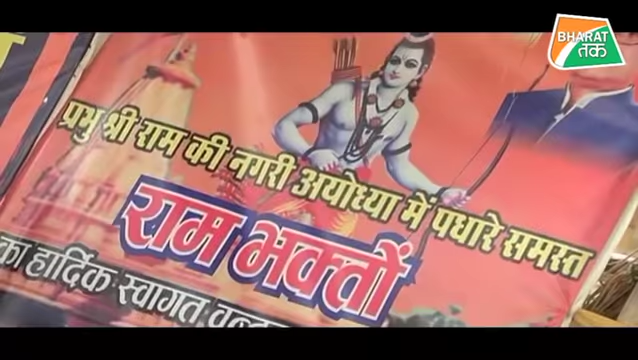 BHARAT
तक
प्रभु श्री राम की नगरी अयोध्या में पधारे समस्त
राम भक्तों
का हार्दिक स्वागत